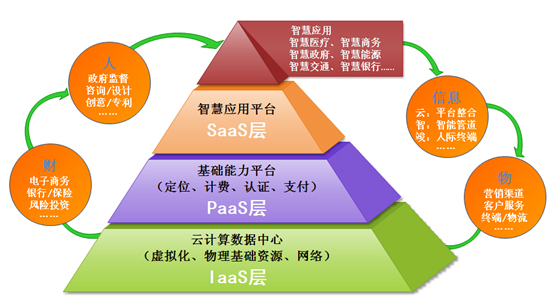 智慧应用
智慧医疗、智慧商务
智慧政府、智慧能源
智慧交通、智慧银行……
人
政府监督
咨询/设计
创意/专利
……
信息
云：平台整合
智：智能管道
端：人际终端
……
智慧应用平台
SaaS层
财
电子商务
银行/保险
风险投资
……
基础能力平台
（定位、计费、认证、支付）
PaaS层
物
营销渠道
客户服务
终端/物流
……
云计算数据中心
（虚拟化、物理基础资源、网络）
IaaS层